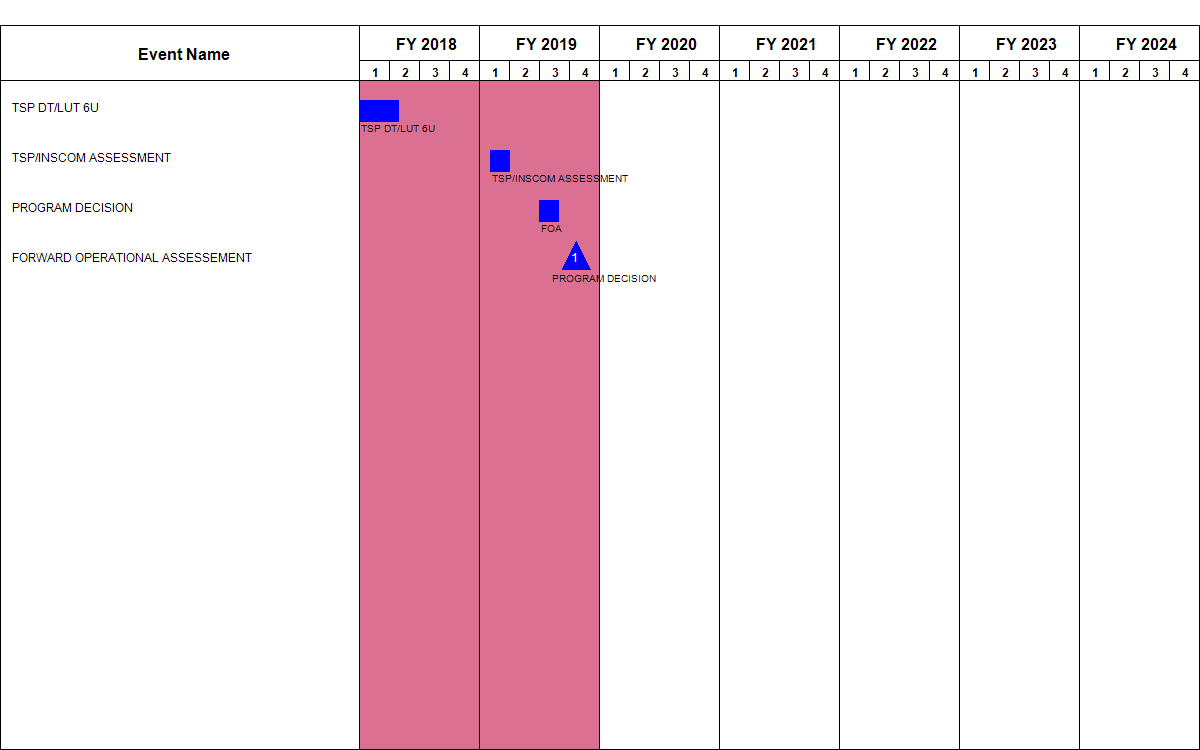 Event Name
FY 2018 FY 2019 FY 2020 FY 2021 FY 2022 FY 2023 FY 2024
1 2 3 4 1 2 3 4 1 2 3 4 1 2 3 4 1 2 3 4 1 2 3 4 1 2 3 4
TSP DT/LUT 6U
TSP DT/LUT 6U
TSP/INSCOM ASSESSMENT
TSP/INSCOM ASSESSMENT
PROGRAM DECISION
FOA
FORWARD OPERATIONAL ASSESSEMENT
1
PROGRAM DECISION